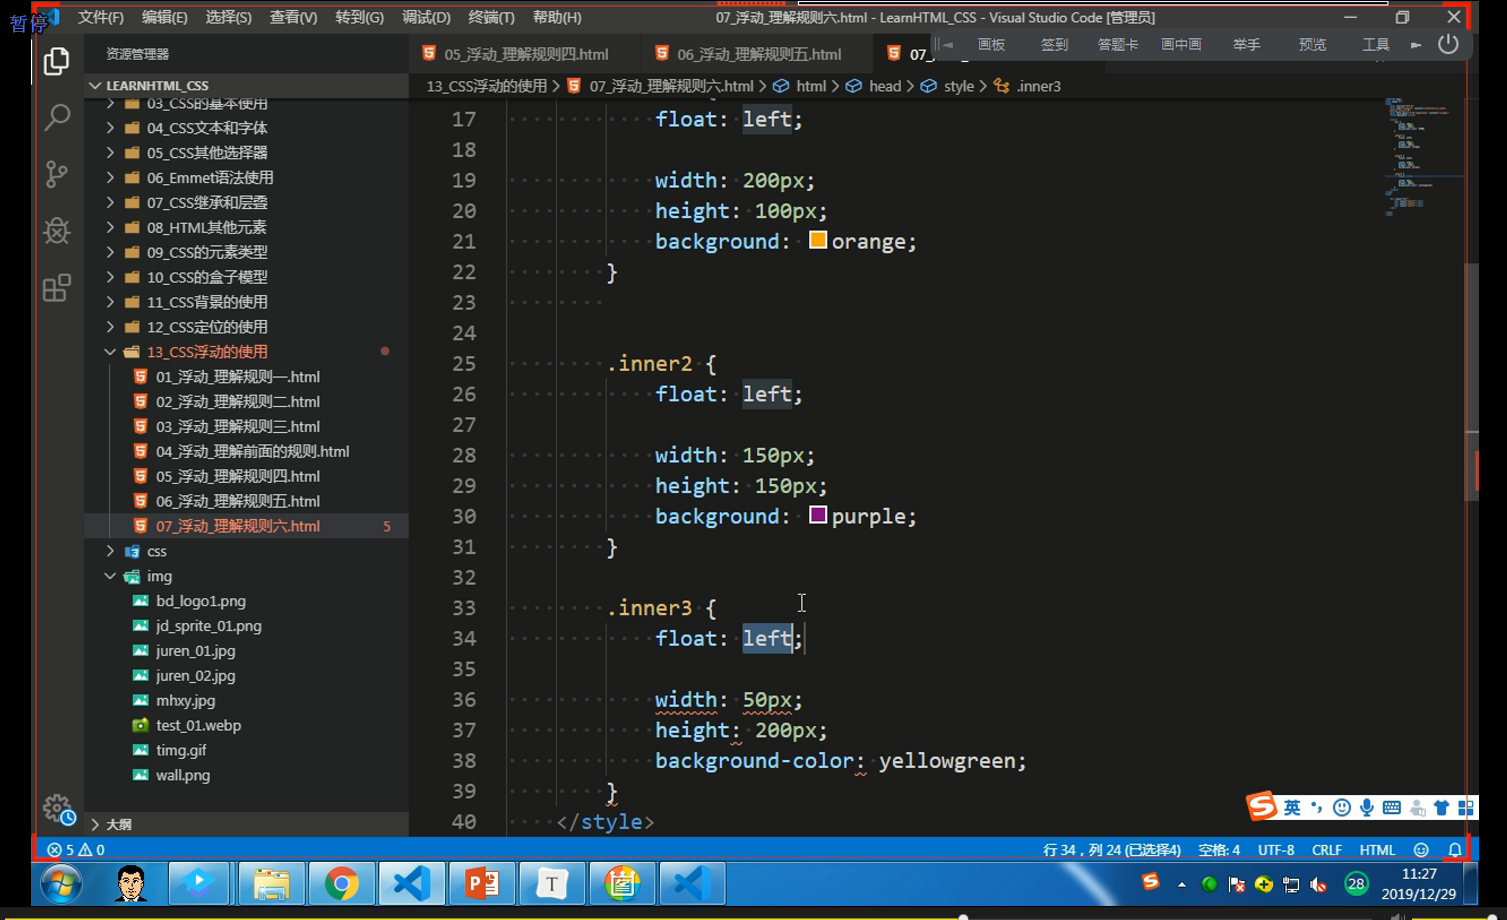 暂停
文件(F) 编辑(E) 选择(S) 查看(V) 转到(G) 调试(D) 终端(T) 帮助(H) 07_浮动_理解规则六.html - LearnHTML_CSS - Visual Studio Code [管理员]
资源管理器
05_浮动_理解规则四.html 06_浮动_理解规则五.html 07_
画板 签到 答题卡 画中画 举手 预览 工具
LEARNHTML_CSS
13_CSS浮动的使用 > 07_浮动_理解规则六.html > html > head > style > .inner3
03_CSS的基本使用
04_CSS文本和字体
05_CSS其他选择器
06_Emmet语法使用
07_CSS继承和层叠
08_HTML其他元素
09_CSS的元素类型
10_CSS的盒子模型
11_CSS背景的使用
12_CSS定位的使用
13_CSS浮动的使用
01_浮动_理解规则一.html
02_浮动_理解规则二.html
03_浮动_理解规则三.html
04_浮动_理解前面的规则.html
05_浮动_理解规则四.html
06_浮动_理解规则五.html
07_浮动_理解规则六.html 5
css
img
bd_logo1.png
jd_sprite_01.png
juren_01.jpg
juren_02.jpg
mhxy.jpg
test_01.webp
timg.gif
wall.png
大纲
17 float: left;
18
19 width: 200px;
20 height: 100px;
21 background: orange;
22 }
23
24
25 .inner2 {
26 float: left;
27
28 width: 150px;
29 height: 150px;
30 background: purple;
31 }
32
33 .inner3 {
34 float: left;
35
36 width: 50px;
37 height: 200px;
38 background-color: yellowgreen;
39 }
40 </style>
英
5 0 行 34，列 24 (已选择4) 空格: 4 UTF-8 CRLF HTML
28
11:27
2019/12/29